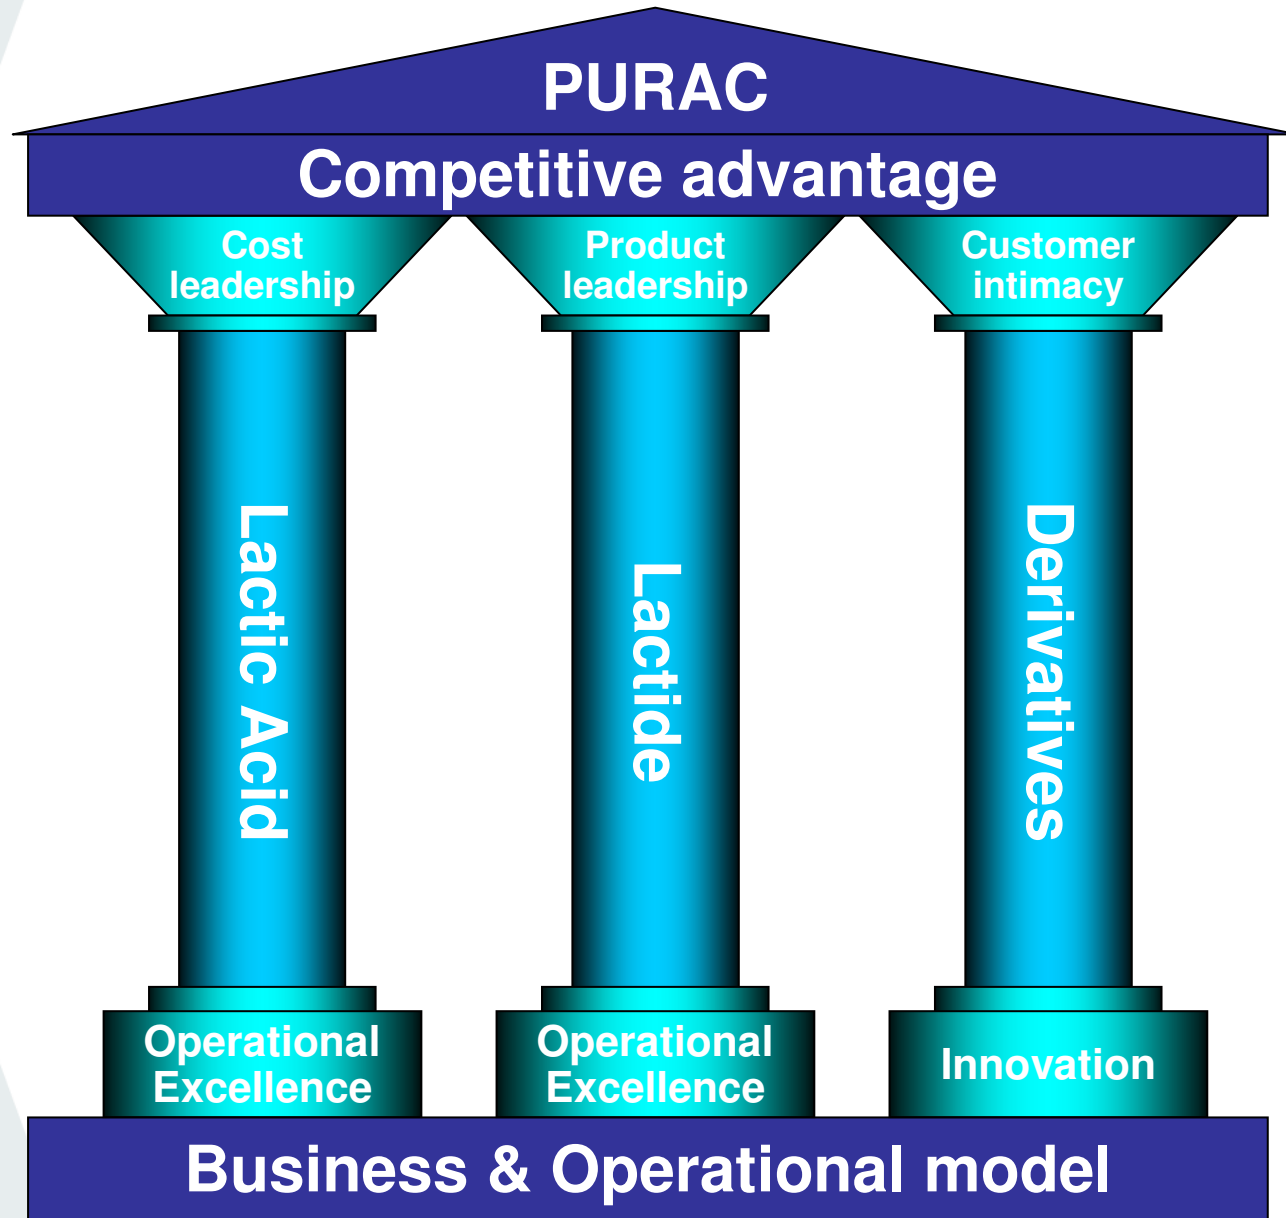 PURAC
Competitive advantage
Cost
leadership
Product
leadership
Customer
intimacy
Lactic Acid
Lactide
Derivatives
Operational
Excellence
Operational
Excellence
Innovation
Business & Operational model